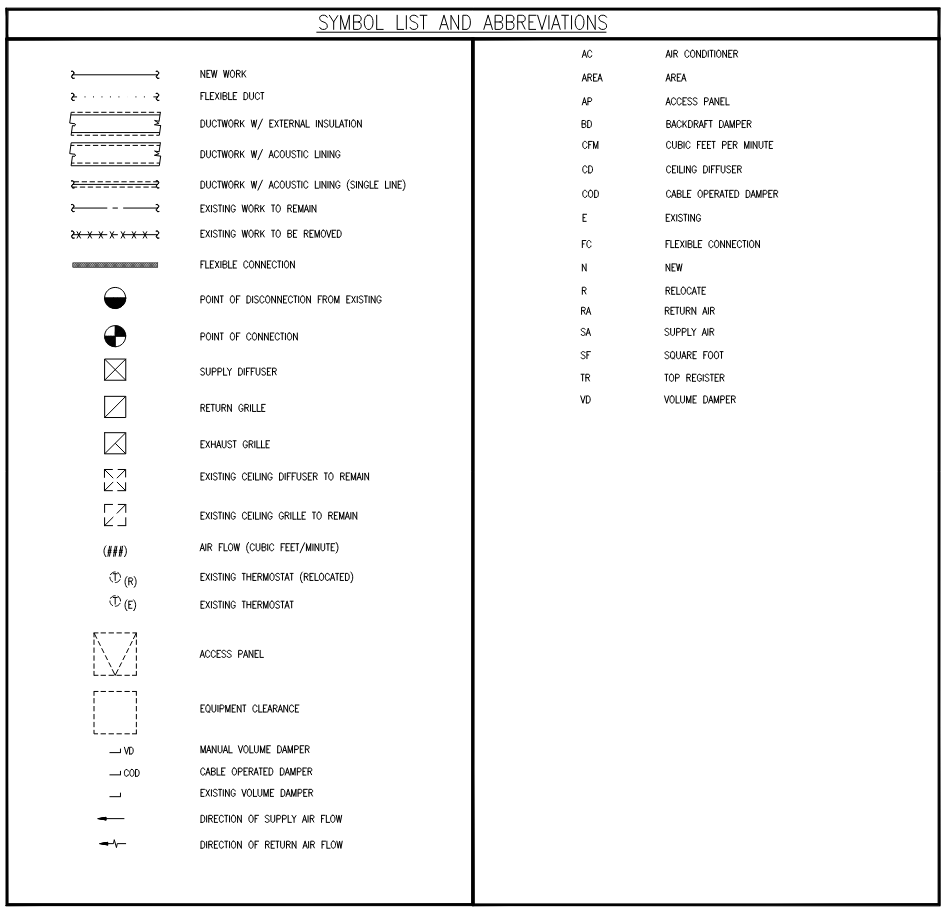 SYMBOL LIST AND ABBREVIATIONS
NEW WORK
FLEXIBLE DUCT
DUCTWORK W/ EXTERNAL INSULATION
DUCTWORK W/ ACOUSTIC LINING
DUCTWORK W/ ACOUSTIC LINING (SINGLE LINE)
EXISTING WORK TO REMAIN
EXISTING WORK TO BE REMOVED
FLEXIBLE CONNECTION
POINT OF DISCONNECTION FROM EXISTING
POINT OF CONNECTION
SUPPLY DIFFUSER
RETURN GRILLE
EXHAUST GRILLE
EXISTING CEILING DIFFUSER TO REMAIN
EXISTING CEILING GRILLE TO REMAIN
(###) AIR FLOW (CUBIC FEET/MINUTE)
T (R) EXISTING THERMOSTAT (RELOCATED)
T (E) EXISTING THERMOSTAT
ACCESS PANEL
EQUIPMENT CLEARANCE
VD MANUAL VOLUME DAMPER
COD CABLE OPERATED DAMPER
EXISTING VOLUME DAMPER
DIRECTION OF SUPPLY AIR FLOW
DIRECTION OF RETURN AIR FLOW
AC AIR CONDITIONER
AREA AREA
AP ACCESS PANEL
BD BACKDRAFT DAMPER
CFM CUBIC FEET PER MINUTE
CD CEILING DIFFUSER
COD CABLE OPERATED DAMPER
E EXISTING
FC FLEXIBLE CONNECTION
N NEW
R RELOCATE
RA RETURN AIR
SA SUPPLY AIR
SF SQUARE FOOT
TR TOP REGISTER
VD VOLUME DAMPER